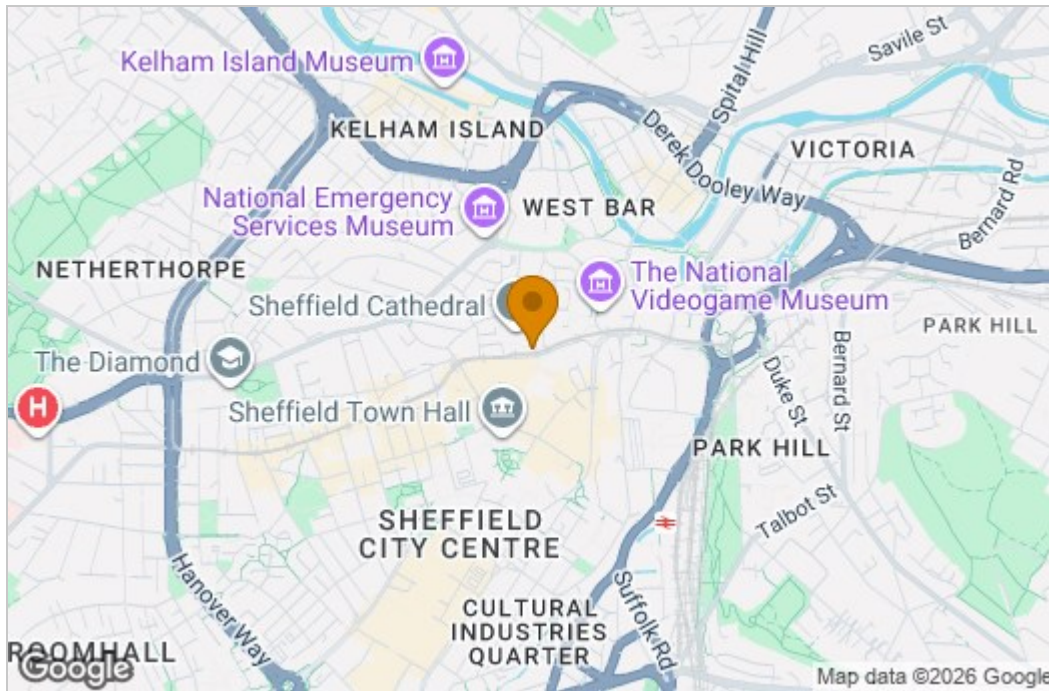 Savile St
Kelham Island Museum
Spital Hill
KELHAM ISLAND
Derek Dooley Way
VICTORIA
National Emergency
Services Museum
WEST BAR
Bernard Rd
NETHERTHORPE
The National
Videogame Museum
Sheffield Cathedral
PARK HILL
The Diamond
Bernard St
Duke St
H
Sheffield Town Hall
PARK HILL
Talbot St
SHEFFIELD
CITY CENTRE
Hanover Way
CULTURAL
INDUSTRIES
QUARTER
Suffolk Rd
ROOMHALL
Google
Map data ©2026 Google